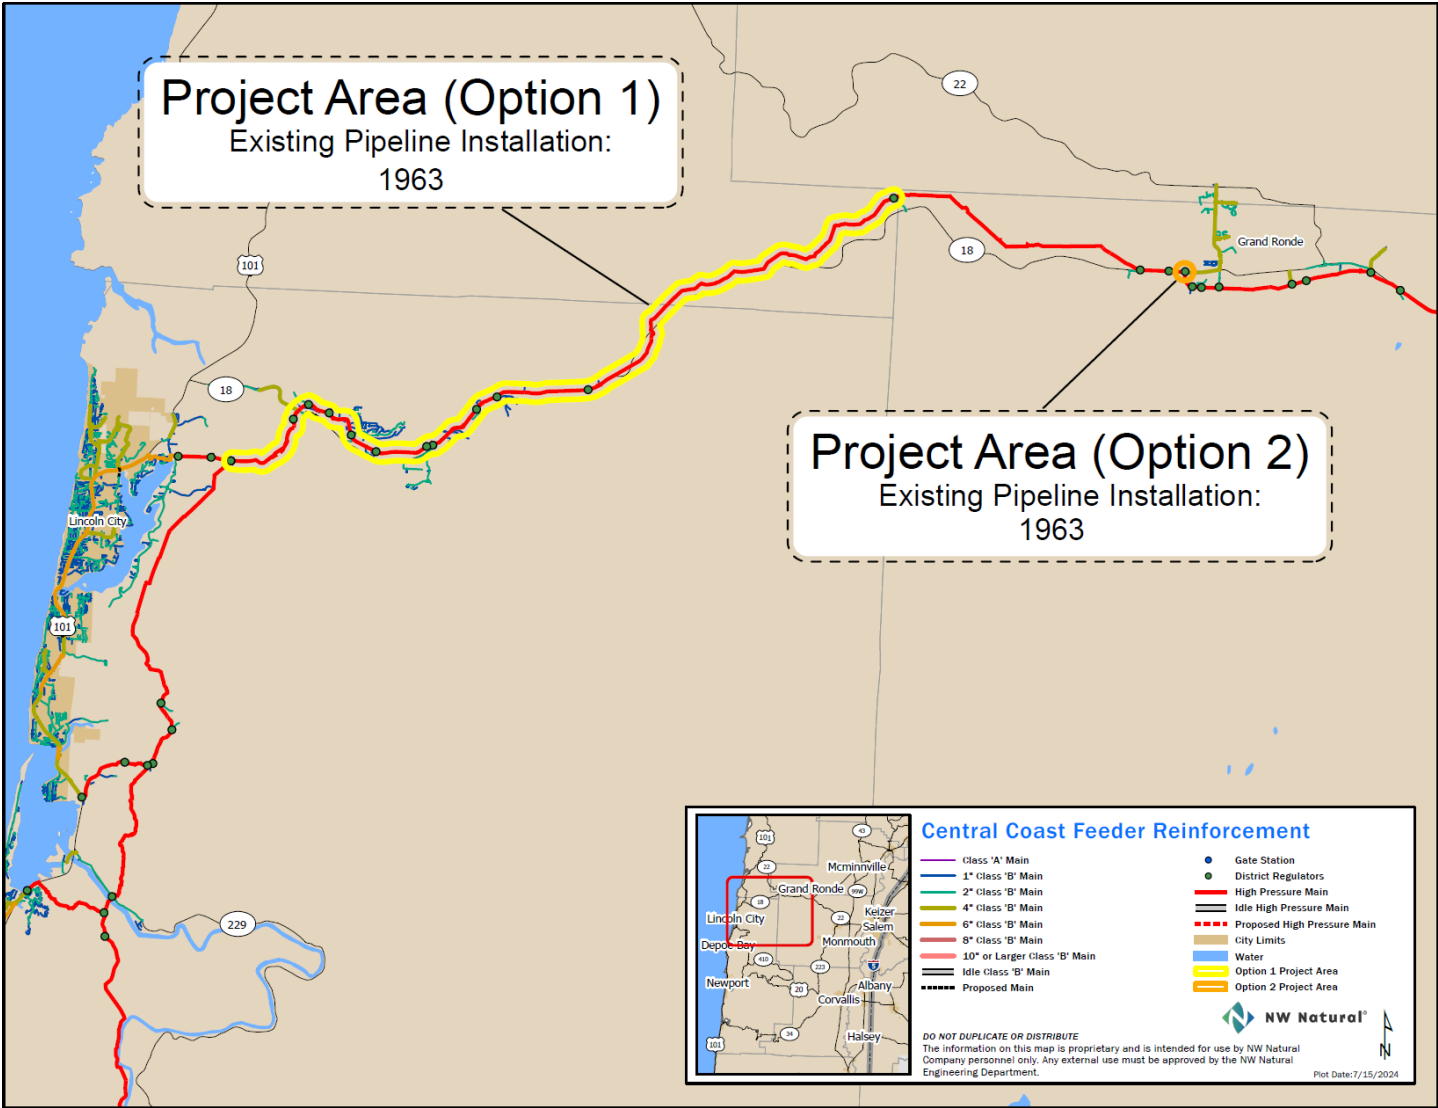 Project Area (Option 1)
Existing Pipeline Installation:
1963
22
101
18
Grand Ronde
18
Project Area (Option 2)
Existing Pipeline Installation:
1963
Lincoln City
101
229
101
43
22
Mcminnville
Grand Ronde
99W
18
Lincoln City
22
Keizer
Salem
Depoe Bay
Monmouth
410
223
5
Newport
20
Albany
Corvallis
34
Halsey
101
Central Coast Feeder Reinforcement
Class 'A' Main
1" Class 'B' Main
2" Class 'B' Main
4" Class 'B' Main
6" Class 'B' Main
8" Class 'B' Main
10" or Larger Class 'B' Main
Idle Class 'B' Main
Proposed Main
Gate Station
District Regulators
High Pressure Main
Idle High Pressure Main
Proposed High Pressure Main
City Limits
Water
Option 1 Project Area
Option 2 Project Area
NW Natural®
N
DO NOT DUPLICATE OR DISTRIBUTE
The information on this map is proprietary and is intended for use by NW Natural
Company personnel only. Any external use must be approved by the NW Natural
Engineering Department.
Plot Date:7/15/2024